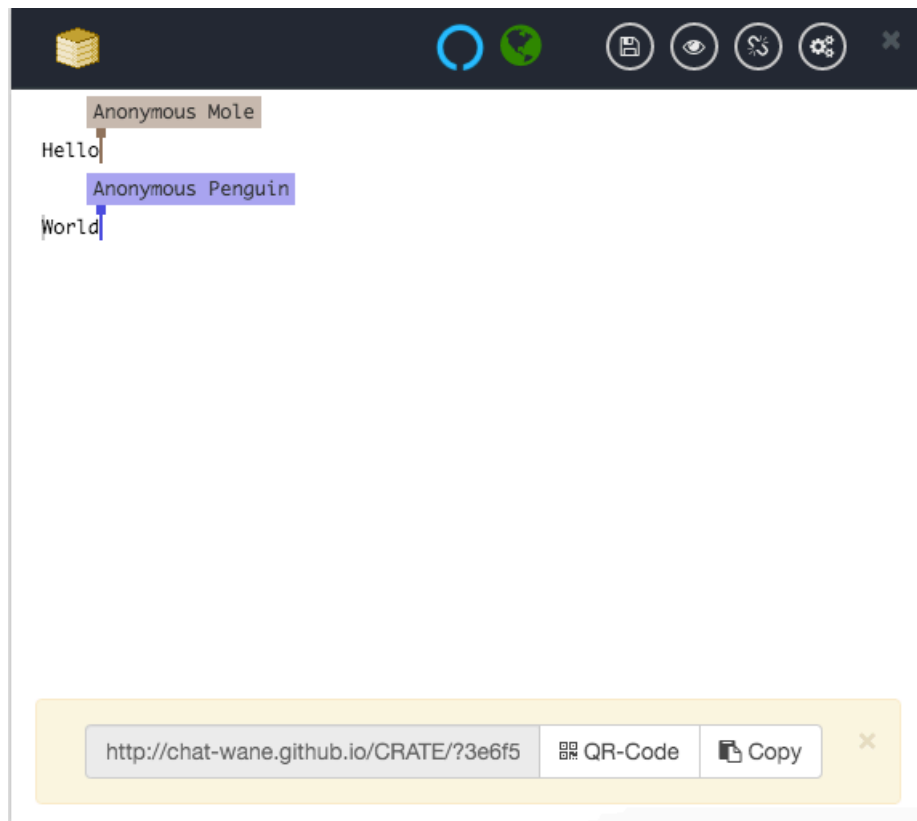 Anonymous Mole
Hello
Anonymous Penguin
World
http://chat-wane.github.io/CRATE/?3e6f5 QR-Code Copy